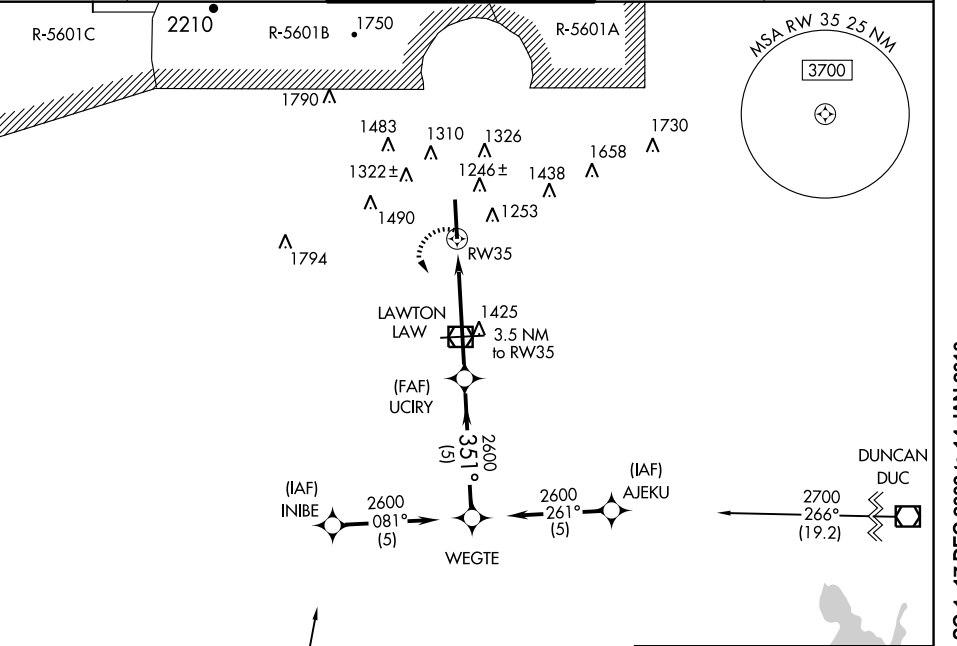 R-5601C
2210
R-5601B
1750
R-5601A
MSA RW 35 25 NM
3700
1790
1483
1310
1326
1730
1322±
1246±
1438
1658
1490
1253
1794
RW35
LAWTON
LAW
1425
3.5 NM
to RW35
(FAF)
UCIRY
2600
351°
(5)
(IAF)
INIBE
2600
081°
(5)
WEGTE
2600
261°
(5)
(IAF)
AJEKU
2700
266°
(19.2)
DUNCAN
DUC